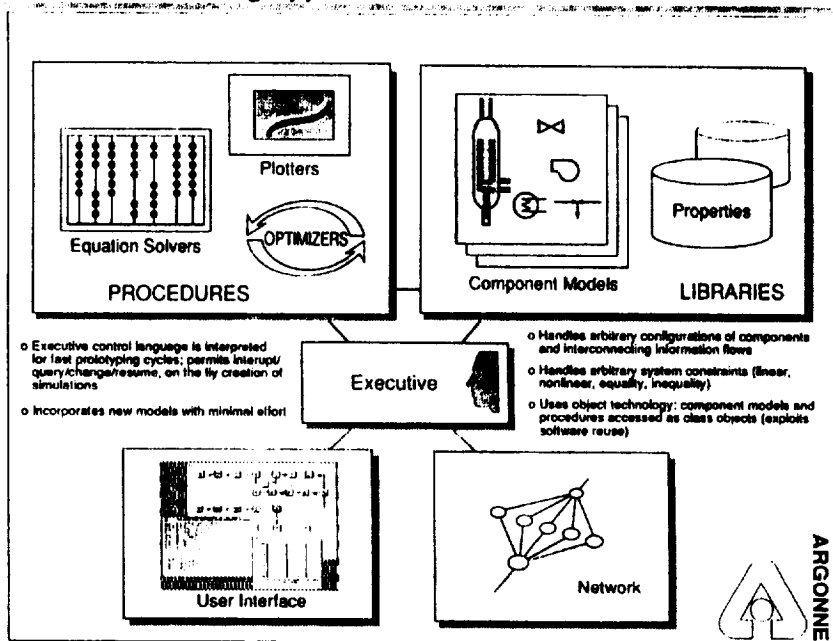 Plotters
Equation Solvers
OPTIMIZERS
PROCEDURES
Properties
Component Models
LIBRARIES
o Executive control language is interpreted
for fast prototyping cycles; permits interupt/
query/change/resume, on the fly creation of
simulations
o Incorporates new models with minimal effort
Executive
o Handles arbitrary configurations of components
and interconnecting information flows
o Handles arbitrary system constraints (linear,
nonlinear, equality, inequality)
o Uses object technology: component models and
procedures accessed as class objects (exploits
software reuse)
User Interface
Network
ARGONNE